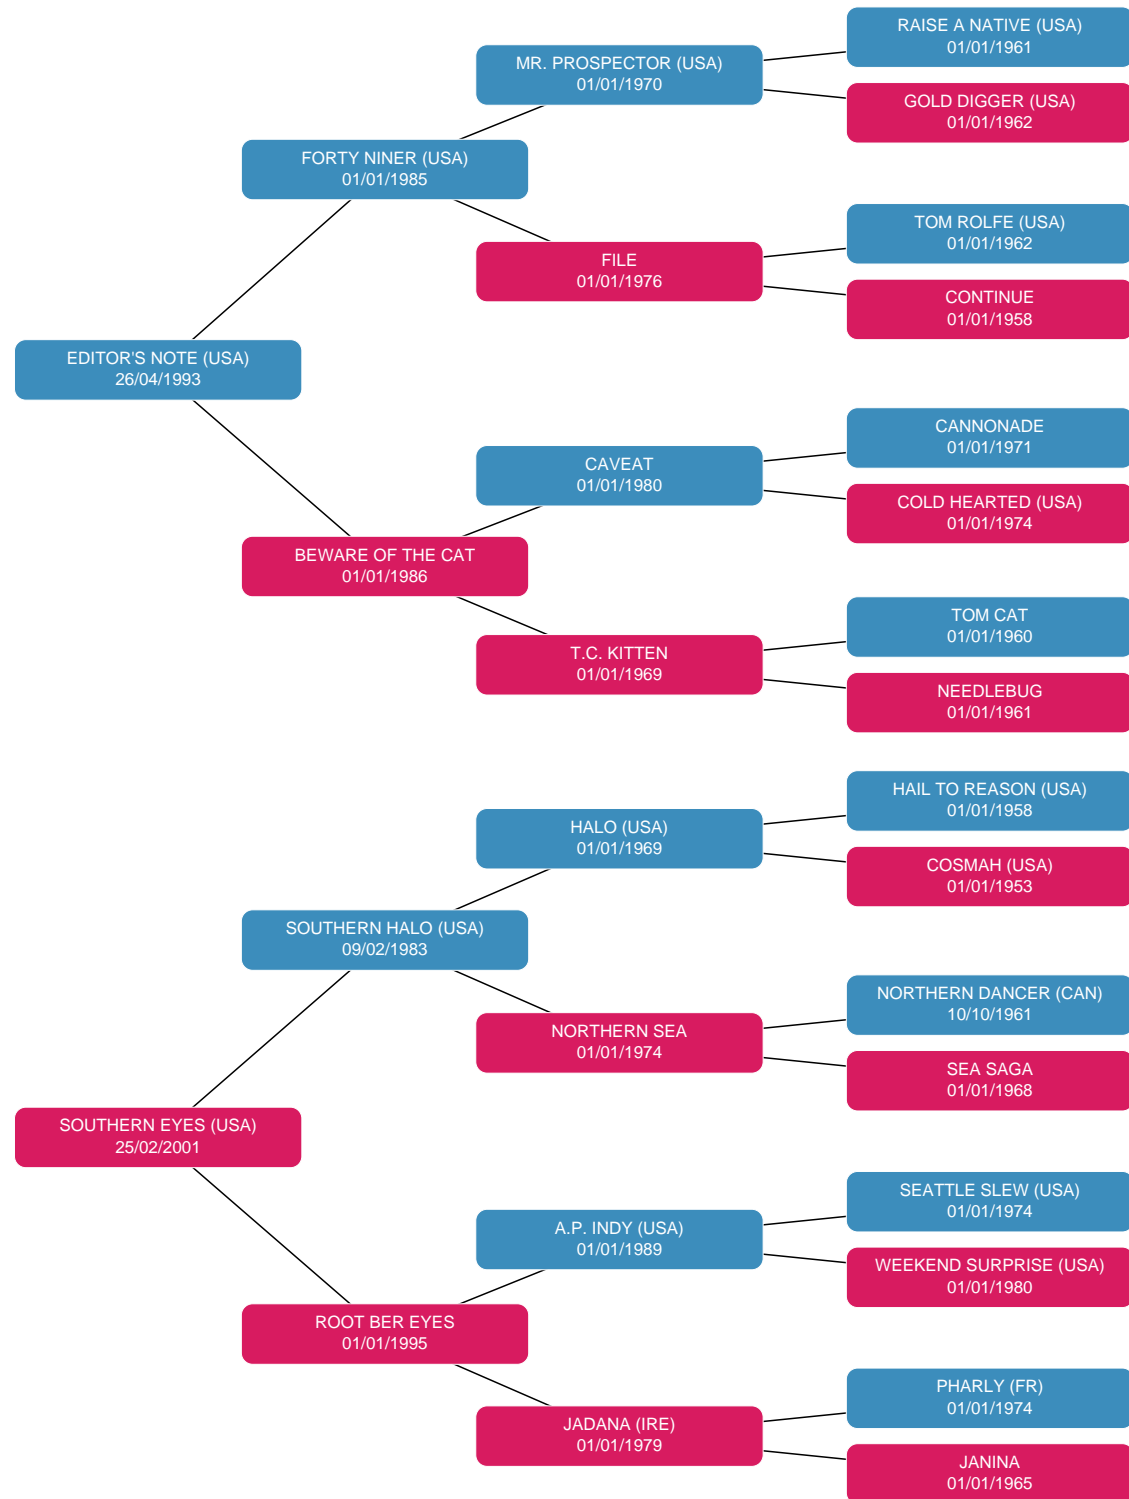 RAISE A NATIVE (USA)
01/01/1961
MR. PROSPECTOR (USA)
01/01/1970
GOLD DIGGER (USA)
01/01/1962
FORTY NINER (USA)
01/01/1985
TOM ROLFE (USA)
01/01/1962
FILE
01/01/1976
CONTINUE
01/01/1958
EDITOR'S NOTE (USA)
26/04/1993
CANNONADE
01/01/1971
CAVEAT
01/01/1980
COLD HEARTED (USA)
01/01/1974
BEWARE OF THE CAT
01/01/1986
TOM CAT
01/01/1960
T.C. KITTEN
01/01/1969
NEEDLEBUG
01/01/1961
HAIL TO REASON (USA)
01/01/1958
HALO (USA)
01/01/1969
COSMAH (USA)
01/01/1953
SOUTHERN HALO (USA)
09/02/1983
NORTHERN DANCER (CAN)
10/10/1961
NORTHERN SEA
01/01/1974
SEA SAGA
01/01/1968
SOUTHERN EYES (USA)
25/02/2001
SEATTLE SLEW (USA)
01/01/1974
A.P. INDY (USA)
01/01/1989
WEEKEND SURPRISE (USA)
01/01/1980
ROOT BER EYES
01/01/1995
PHARLY (FR)
01/01/1974
JADANA (IRE)
01/01/1979
JANINA
01/01/1965